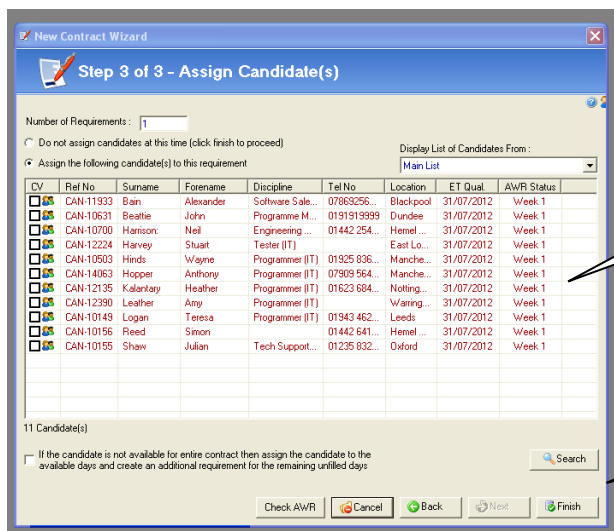 New Contract Wizard
Step 3 of 3 - Assign Candidate(s)
Number of Requirements : 1
Do not assign candidates at this time (click finish to proceed)
Display List of Candidates From :
Assign the following candidate(s) to this requirement
Main List
CV Ref No Surname Forename Discipline Tel No Location ET Qual. AWR Status
CAN-11933 Bain Alexander Software Sale... 07869256... Blackpool 31/07/2012 Week 1
CAN-10631 Beattie John Programme M... 0191919999 Dundee 31/07/2012 Week 1
CAN-10700 Harrison: Neil Engineering ... 01442 254... Hemel ... 31/07/2012 Week 1
CAN-12224 Harvey Stuart Tester (IT) East Lo... 31/07/2012 Week 1
CAN-10503 Hinds Wayne Programmer (IT) 01925 836... Manche... 31/07/2012 Week 1
CAN-14063 Hopper Anthony Programmer (IT) 07909 564... Manche... 31/07/2012 Week 1
CAN-12135 Kalantary Heather Programmer (IT) 01623 684... Notting... 31/07/2012 Week 1
CAN-12390 Leather Amy Programmer (IT) Warring... 31/07/2012 Week 1
CAN-10149 Logan Teresa Programmer (IT) 01943 462... Leeds 31/07/2012 Week 1
CAN-10156 Reed Simon 01442 641... Hemel ... 31/07/2012 Week 1
CAN-10155 Shaw Julian Tech Support... 01235 832... Oxford 31/07/2012 Week 1
11 Candidate(s)
If the candidate is not available for entire contract then assign the candidate to the
available days and create an additional requirement for the remaining unfilled days
Search
Check AWR Cancel Back Next Finish